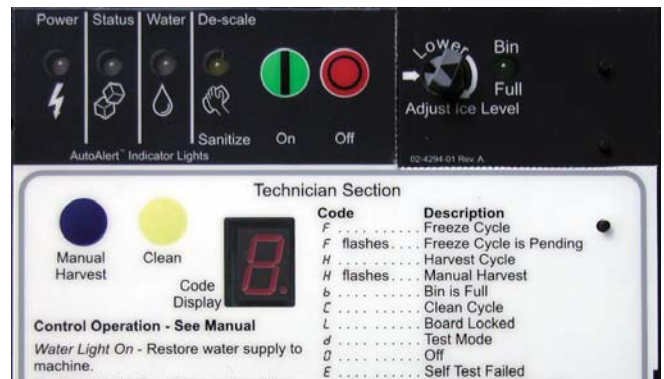 Power Status Water De-scale
Sanitize On Off
AutoAlert™ Indicator Lights
Lower
Bin
Full
Adjust Ice Level
02-4294-01 Rev. A.
Technician Section
Manual
Harvest
Clean
Code
Display
8.
Control Operation - See Manual
Water Light On - Restore water supply to
machine.
Code Description
F . . . . . . . . . . . Freeze Cycle
F flashes. . . . Freeze Cycle is Pending
H . . . . . . . . . . . Harvest Cycle
H flashes. . . . Manual Harvest
b . . . . . . . . . . . Bin is Full
C . . . . . . . . . . . Clean Cycle
L . . . . . . . . . . . Board Locked
d . . . . . . . . . . . Test Mode
0 . . . . . . . . . . . Off
E . . . . . . . . . . . Self Test Failed